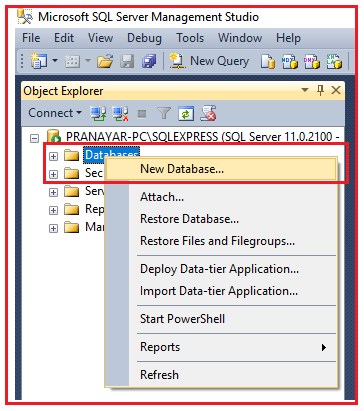 Microsoft SQL Server Management Studio
File Edit View Debug Tools Window Help
New Query
Object Explorer
Connect
PRANAYAR-PC\SQLEXPRESS (SQL Server 11.0.2100 -
Databases
New Database...
Sec
Attach...
Serv
Restore Database...
Rep
Restore Files and Filegroups...
Mar
Deploy Data-tier Application...
Import Data-tier Application...
Start PowerShell
Reports
Refresh